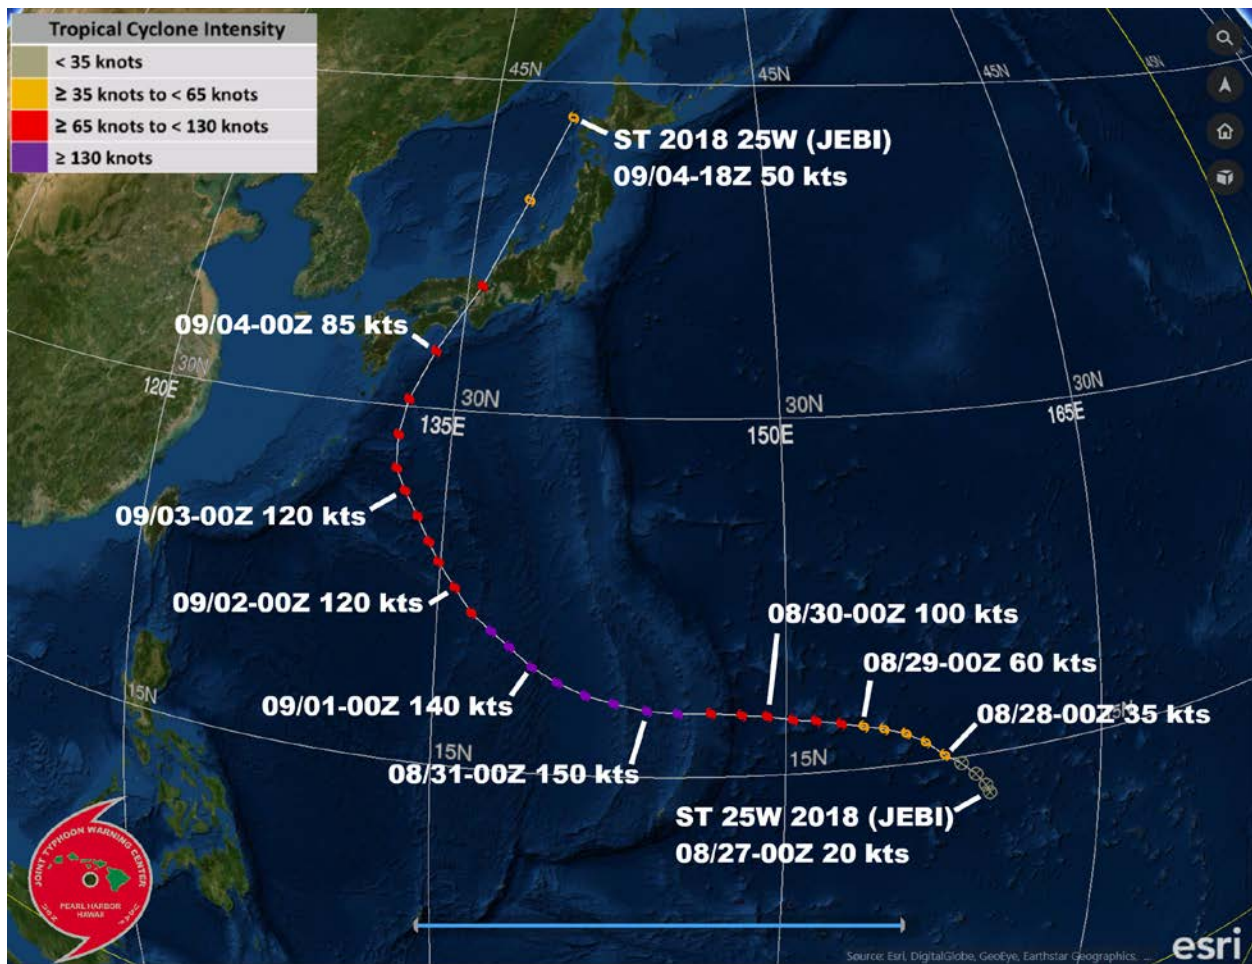 Tropical Cyclone Intensity
< 35 knots
≥ 35 knots to < 65 knots
≥ 65 knots to < 130 knots
≥ 130 knots
45N
45N
45N
45N
ST 2018 25W (JEBI)
09/04-18Z 50 kts
09/04-00Z 85 kts
30N
120E
30N
135E
30N
150E
30N
165E
09/03-00Z 120 kts
09/02-00Z 120 kts
08/30-00Z 100 kts
08/29-00Z 60 kts
15N
09/01-00Z 140 kts
08/28-00Z 35 kts
15N
15N
08/31-00Z 150 kts
ST 25W 2018 (JEBI)
08/27-00Z 20 kts
JOINT TYPHOON WARNING CENTER
PEARL HARBOR
HAWAII
esri
Source: Esri, DigitalGlobe, GeoEye, Earthstar Geographics, ...